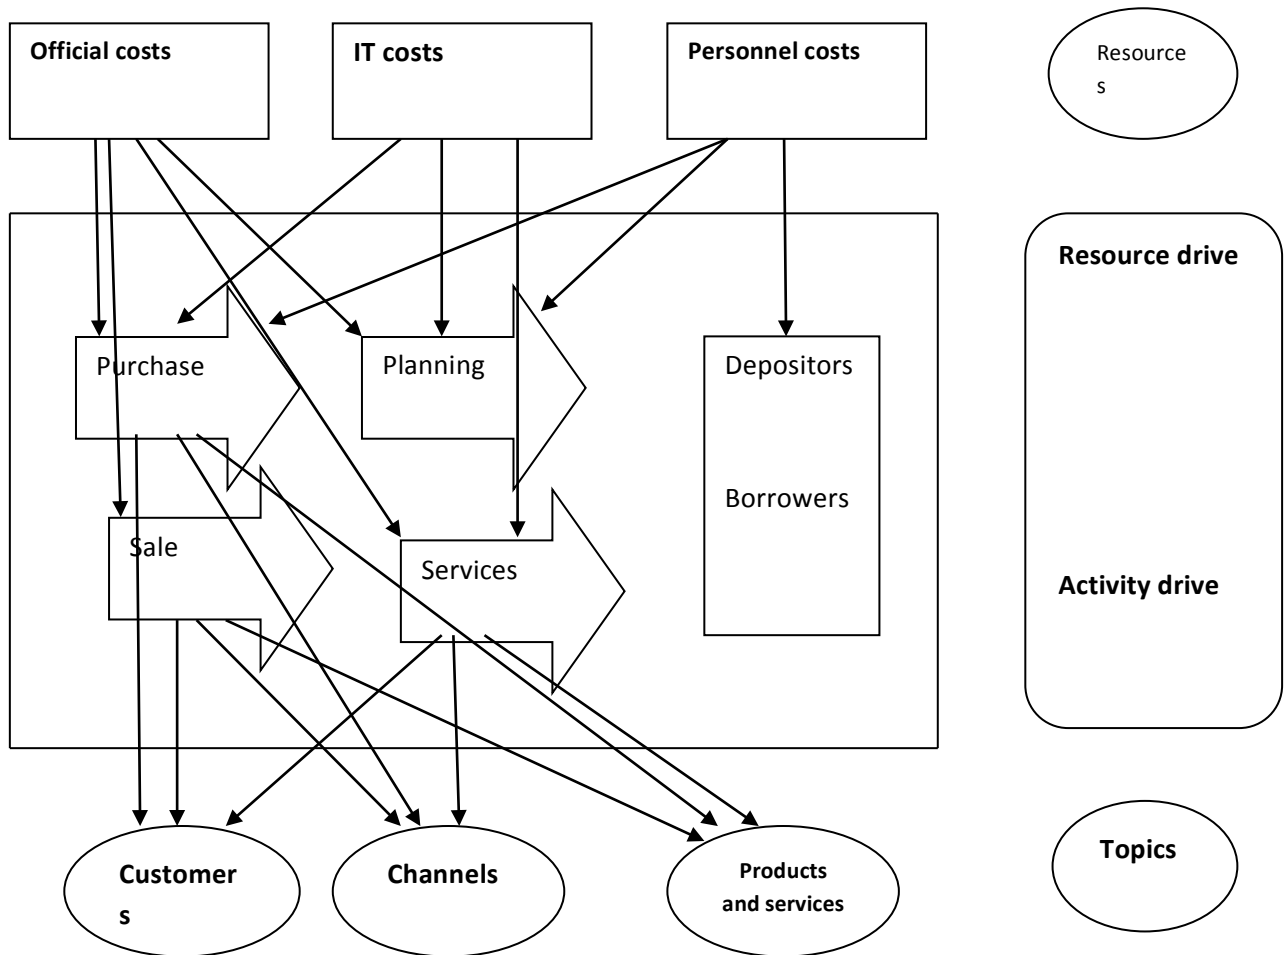 Official costs
IT costs
Personnel costs
Resource
s
Resource drive
Purchase
Planning
Depositors
Borrowers
Sale
Services
Activity drive
Customer
s
Channels
Products
and services
Topics